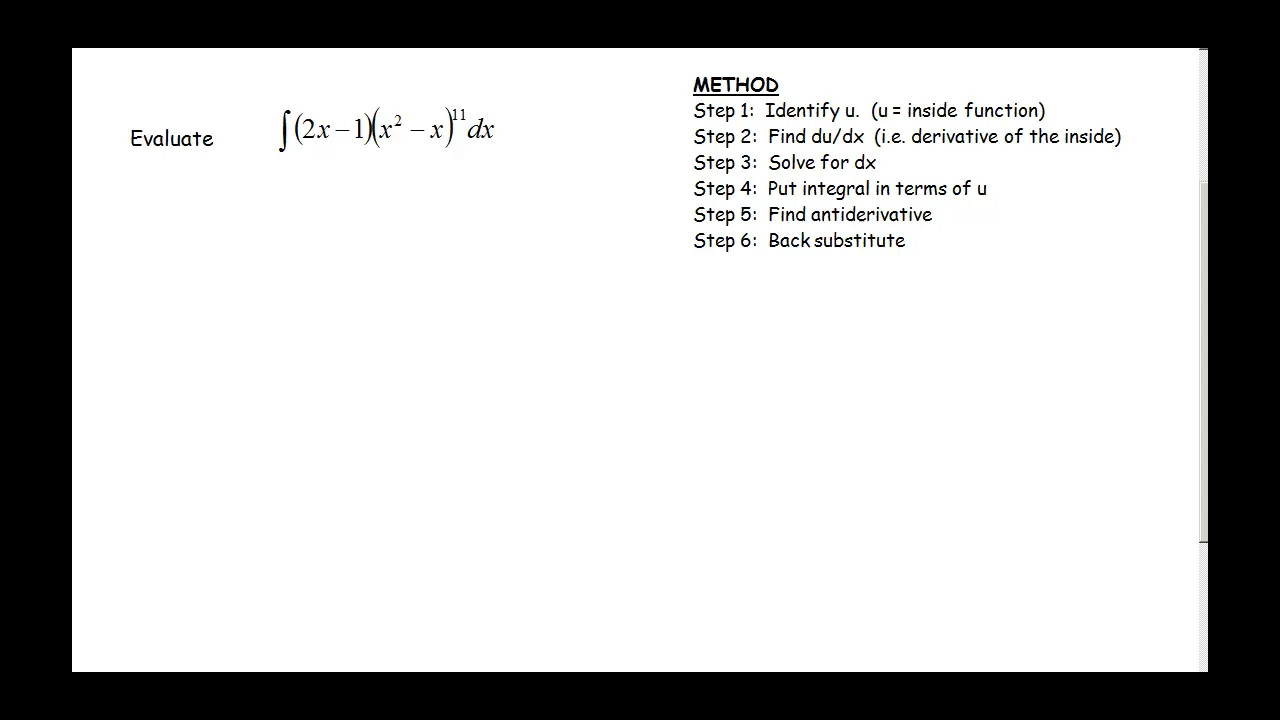 Evaluate ∫(2x−1)(x²−x)¹¹dx
METHOD
Step 1: Identify u. (u = inside function)
Step 2: Find du/dx (i.e. derivative of the inside)
Step 3: Solve for dx
Step 4: Put integral in terms of u
Step 5: Find antiderivative
Step 6: Back substitute